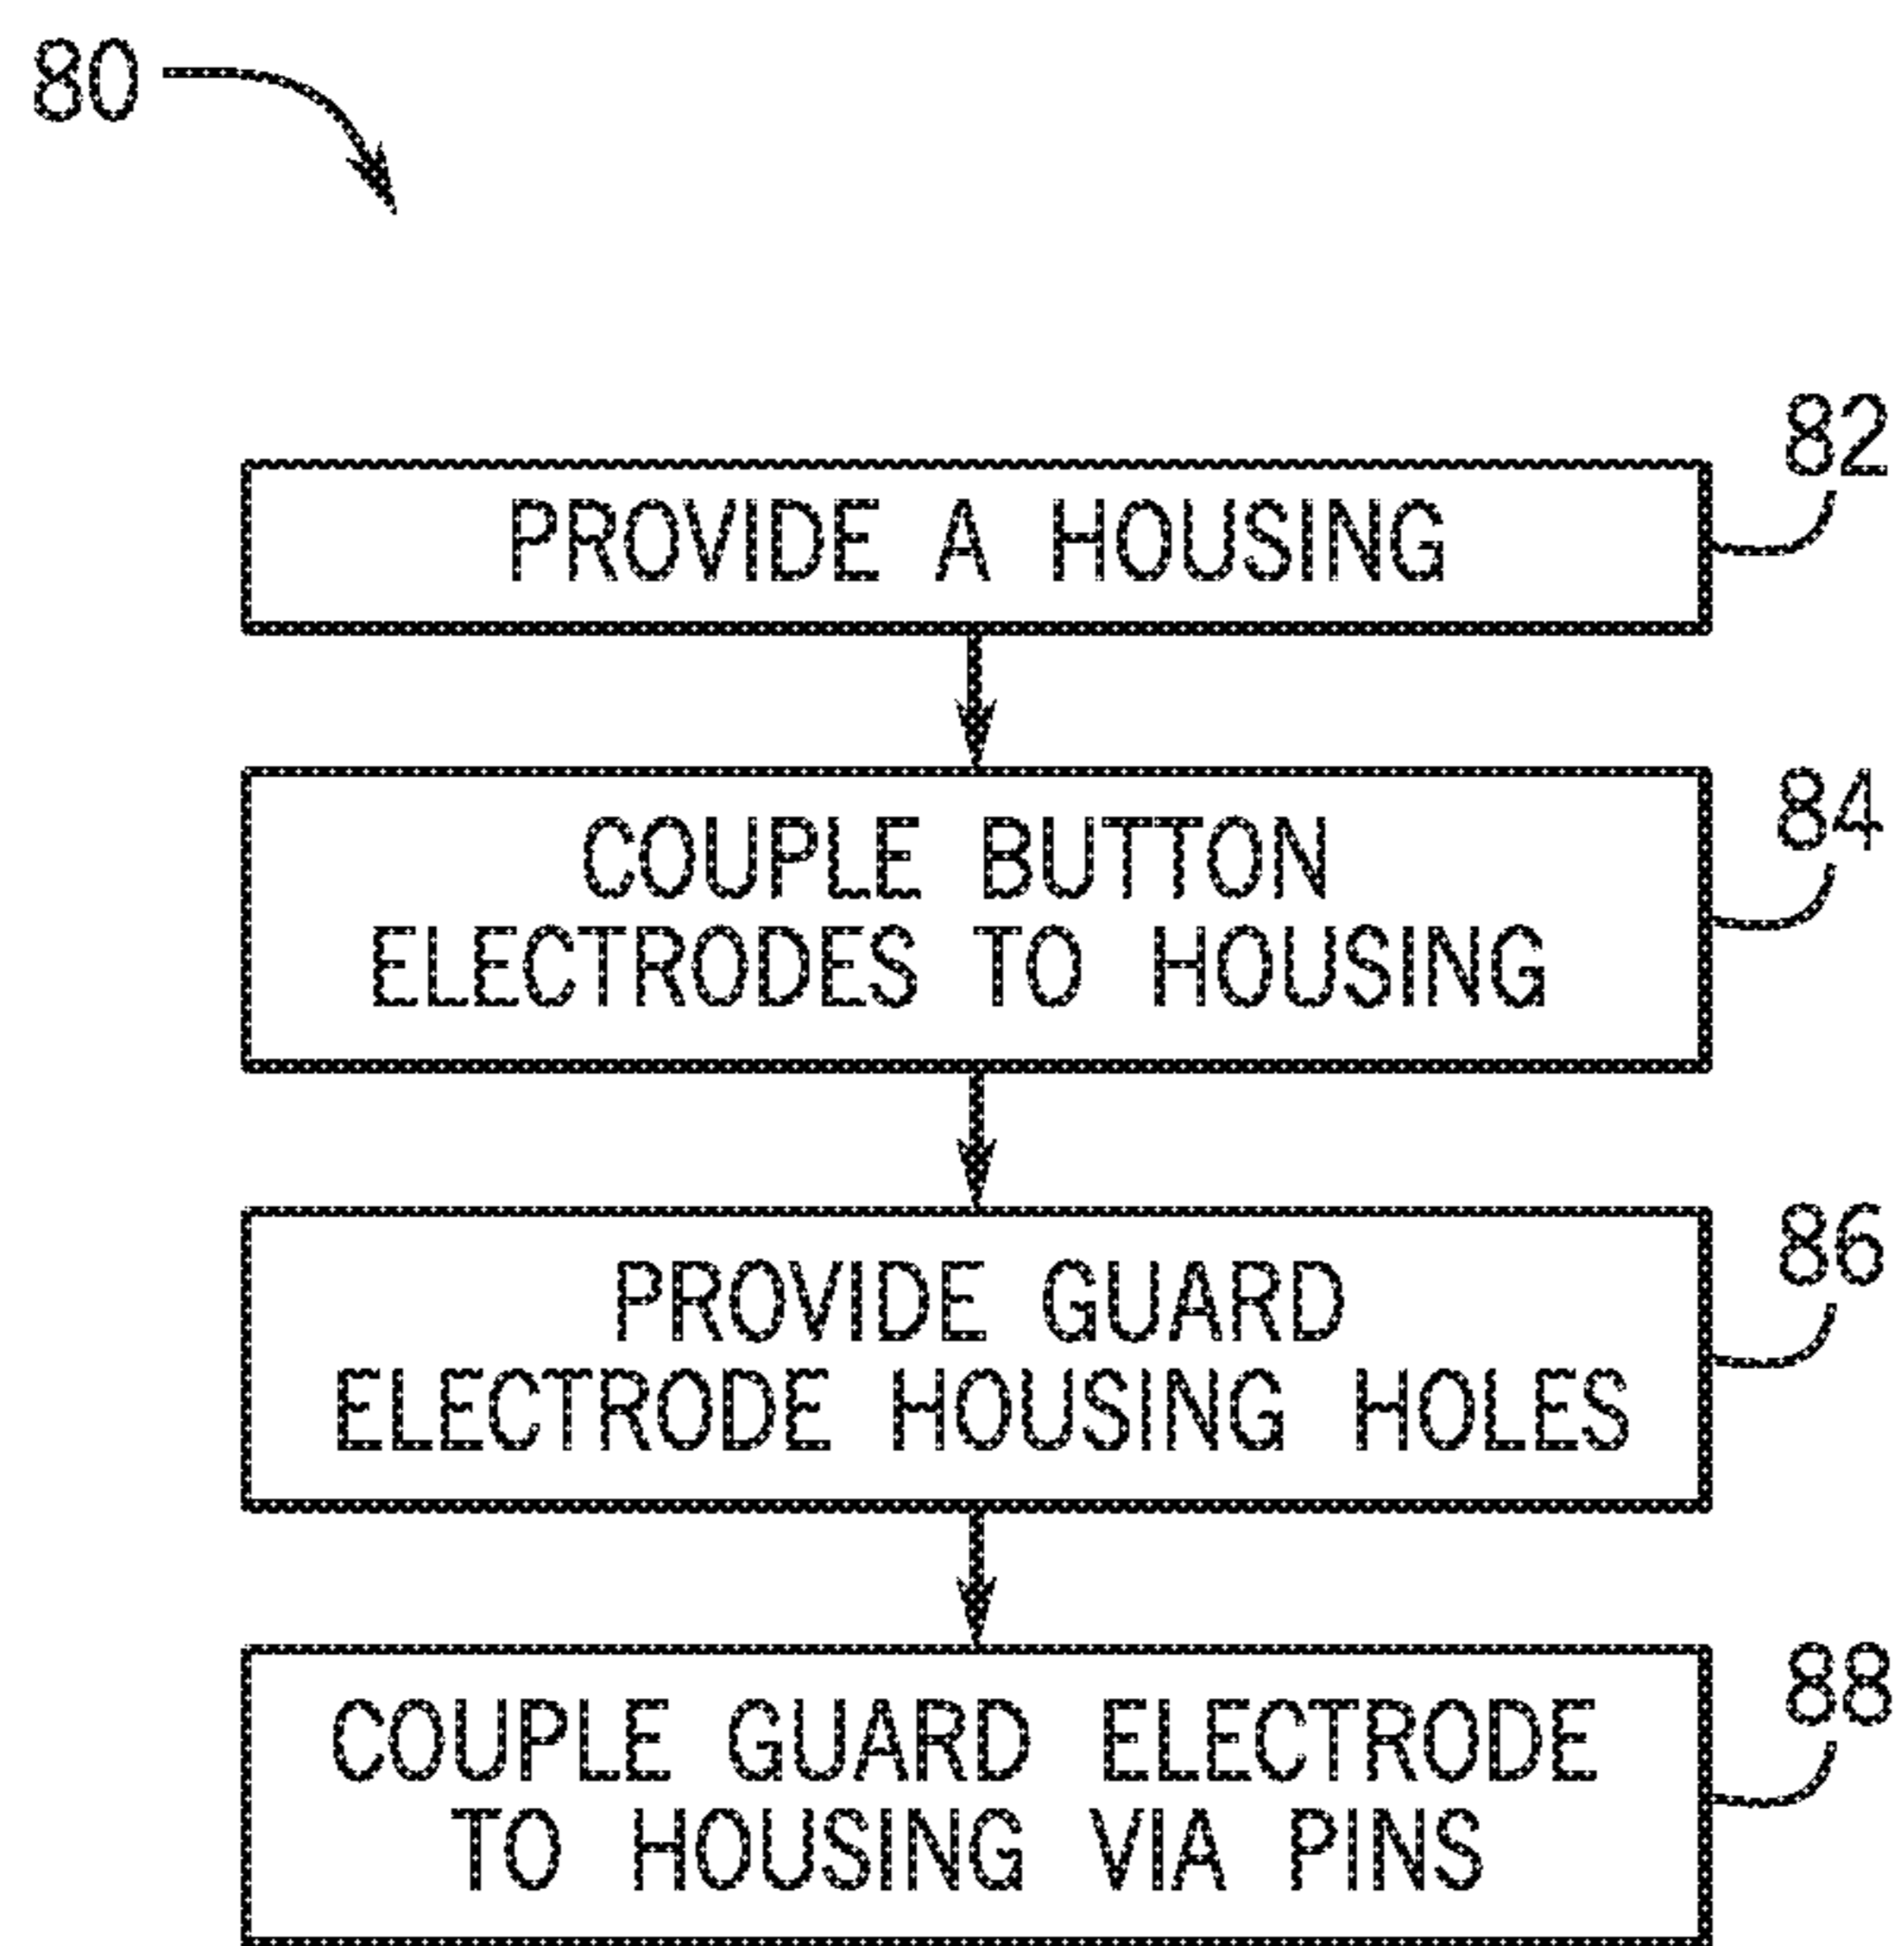 80
82
PROVIDE A HOUSING
84
COUPLE BUTTON
ELECTRODES TO HOUSING
86
PROVIDE GUARD
ELECTRODE HOUSING HOLES
88
COUPLE GUARD ELECTRODE
TO HOUSING VIA PINS